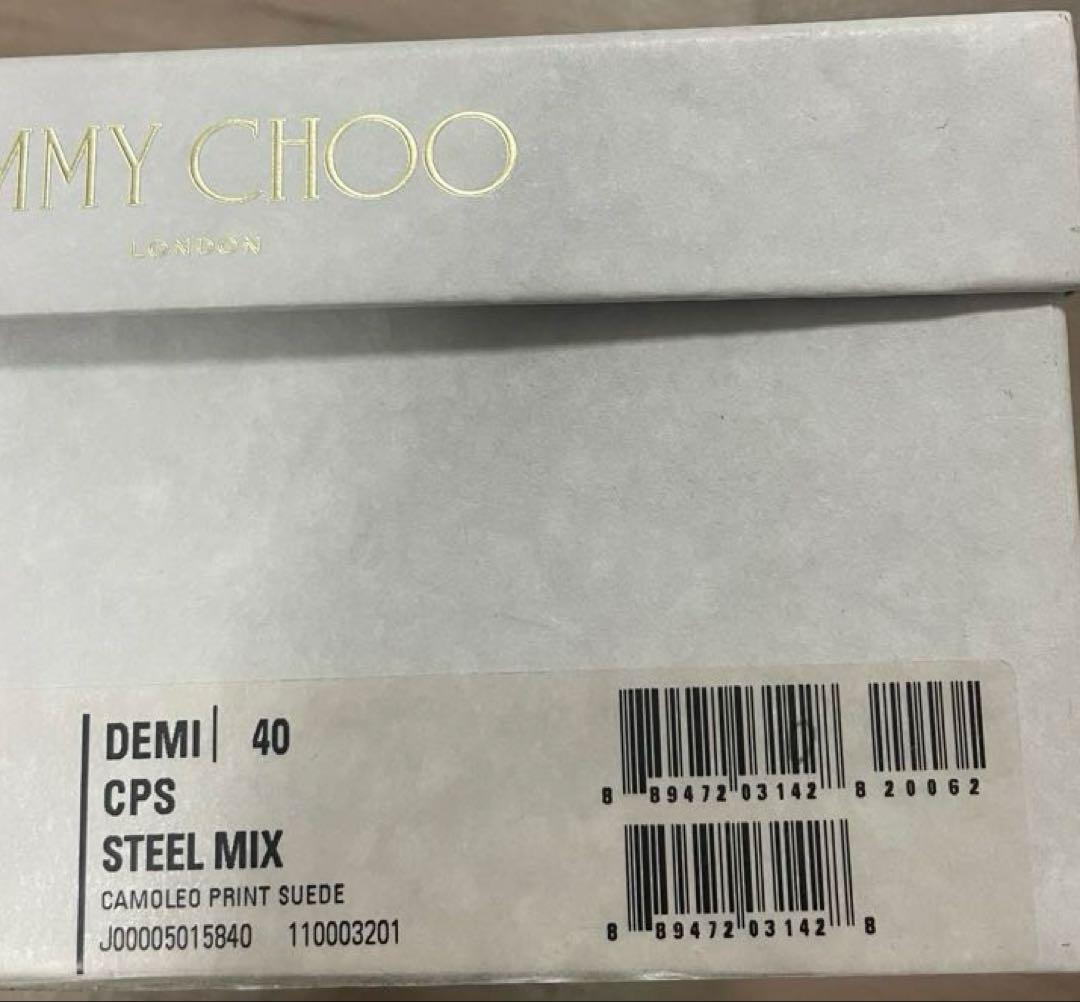 MMY CHOO
LONDON
DEMI | 40
CPS
STEEL MIX
CAMOLEO PRINT SUEDE
J00005015840 110003201
8 89472 03142 8 20062
8 89472 03142 8